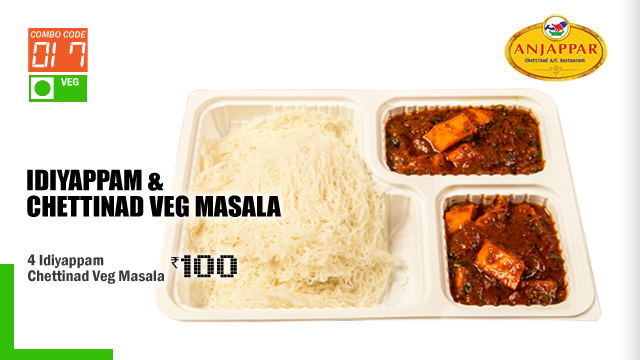 COMBO CODE
017
VEG
ANJAPPAR
Chettinad A/C Restaurant
IDIYAPPAM &
CHETTINAD VEG MASALA
4 Idiyappam
Chettinad Veg Masala
₹100